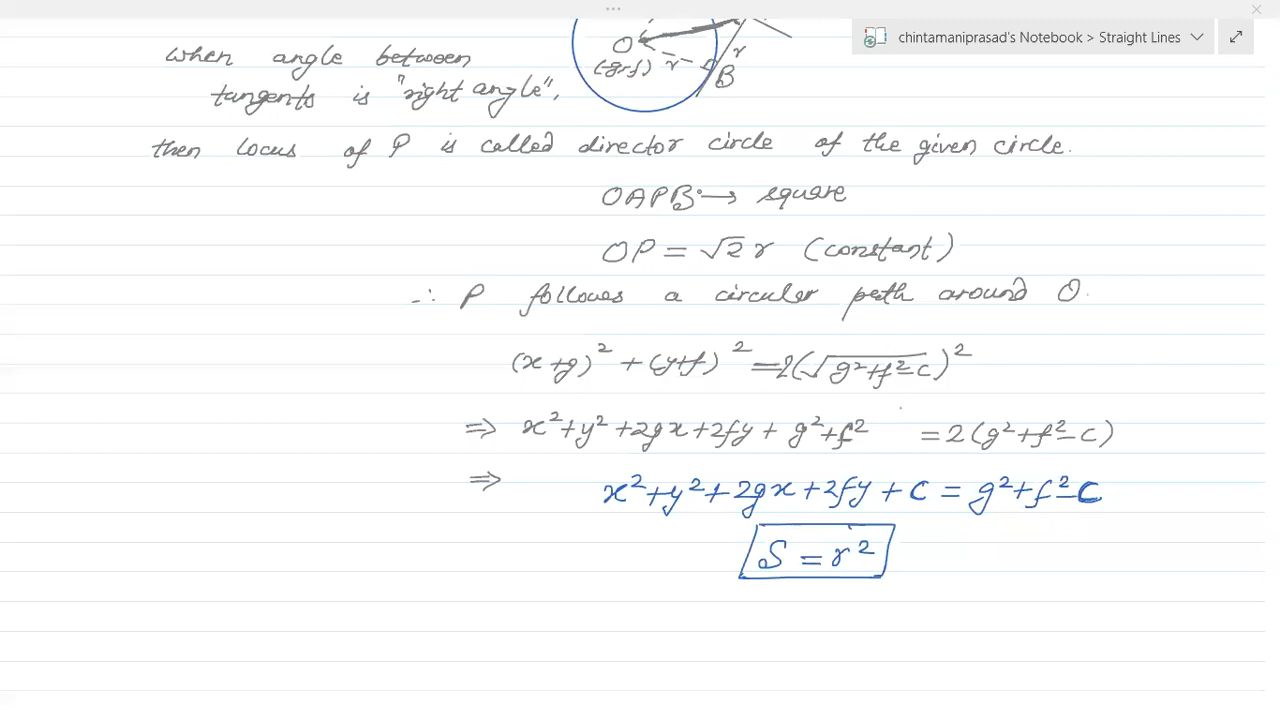 chintamaniprasad's Notebook > Straight Lines
when angle between
tangents is "right angle",
O
(-g,-f)
r
r
B
then locus of P is called director circle of the given circle.
OAPB → square
OP = √2 r (constant)
∴ P follows a circular path around O.
(x+g)² + (y+f)² = 2(√g²+f²-c)²
⇒ x²+y²+2gx+2fy+g²+f² = 2(g²+f²-c)
⇒ x²+y²+2gx+2fy+c = g²+f²-c
S = r²